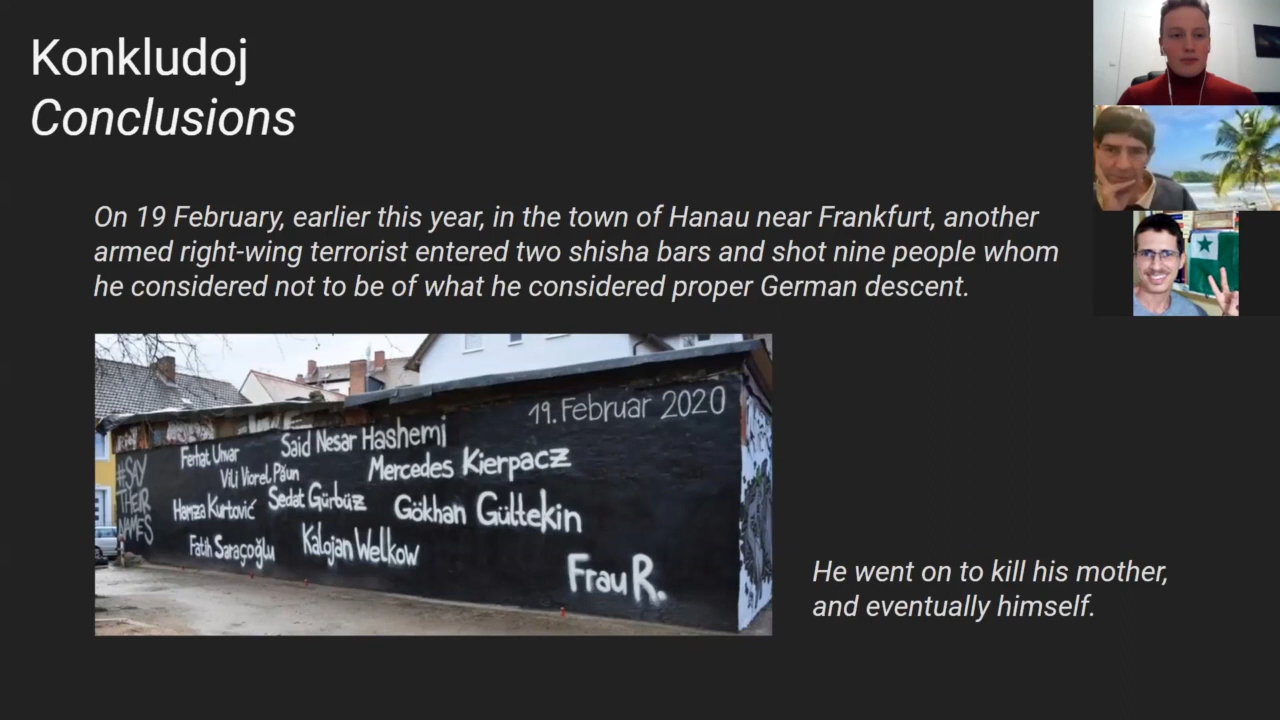 Konkludoj
Conclusions
On 19 February, earlier this year, in the town of Hanau near Frankfurt, another
armed right-wing terrorist entered two shisha bars and shot nine people whom
he considered not to be of what he considered proper German descent.
19. Februar 2020
#SAY
THEIR
NAMES
Ferhat Unvar
Said Nesar Hashemi
Vili Viorel Păun
Mercedes Kierpacz
Hamza Kurtović
Sedat Gürbüz
Gökhan Gültekin
Fatih Saraçoğlu
Kalojan Welkow
Frau R.
He went on to kill his mother,
and eventually himself.